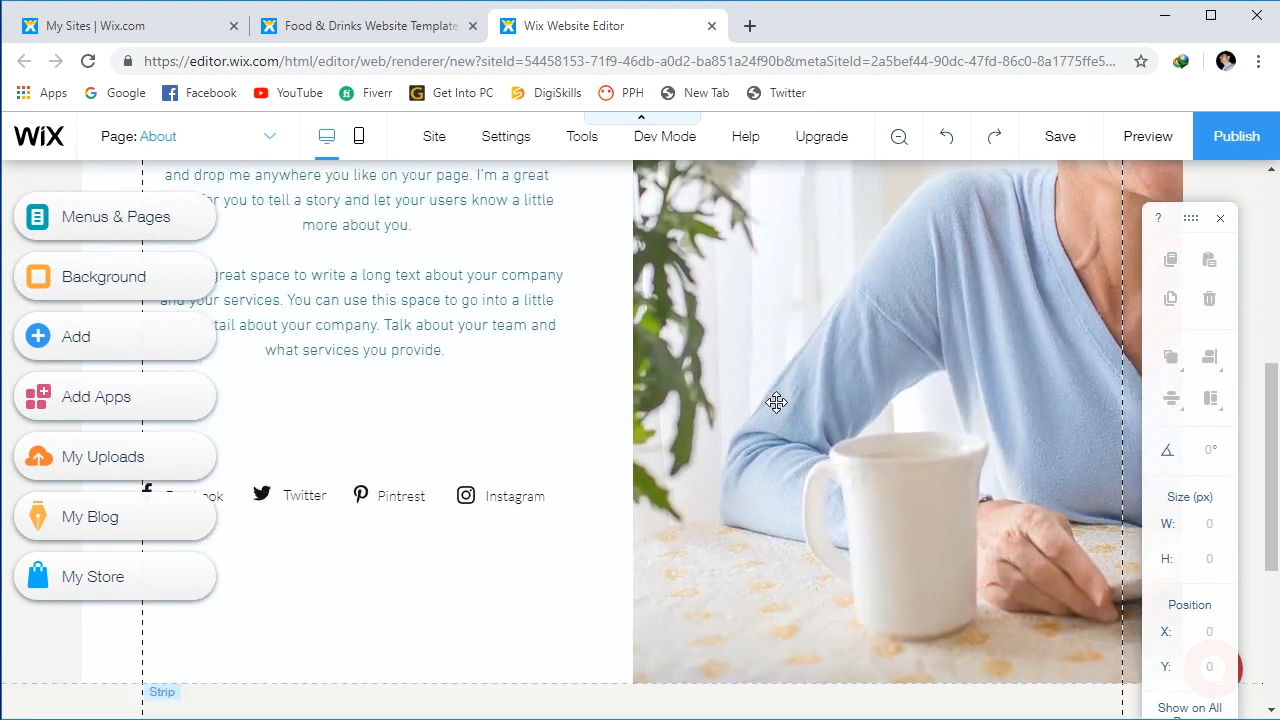 My Sites | Wix.com
Food & Drinks Website Template
Wix Website Editor
https://editor.wix.com/html/editor/web/renderer/new?siteId=54458153-71f9-46db-a0d2-ba851a24f90b&metaSiteId=2a5bef44-90dc-47fd-86c0-8a1775ffe5...
Apps
Google
Facebook
YouTube
Fiverr
Get Into PC
DigiSkills
PPH
New Tab
Twitter
WiX
Page: About
Site
Settings
Tools
Dev Mode
Help
Upgrade
Save
Preview
Publish
and drop me anywhere you like on your page. I'm a great
for you to tell a story and let your users know a little
more about you.
great space to write a long text about your company
and your services. You can use this space to go into a little
about your company. Talk about your team and
what services you provide.
Menus & Pages
Background
Add
Add Apps
My Uploads
My Blog
My Store
Facebook
Twitter
Pintrest
Instagram
Strip
?
0°
Size (px)
W: 0
H: 0
Position
X: 0
Y: 0
Show on All